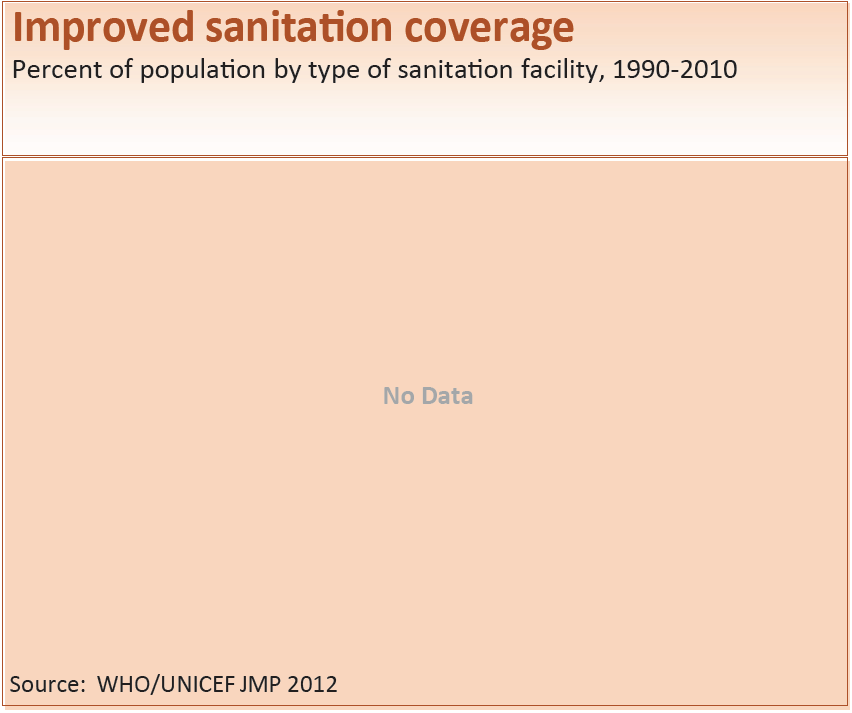 Improved sanitation coverage
Percent of population by type of sanitation facility, 1990-2010
No Data
Source:  WHO/UNICEF JMP 2012